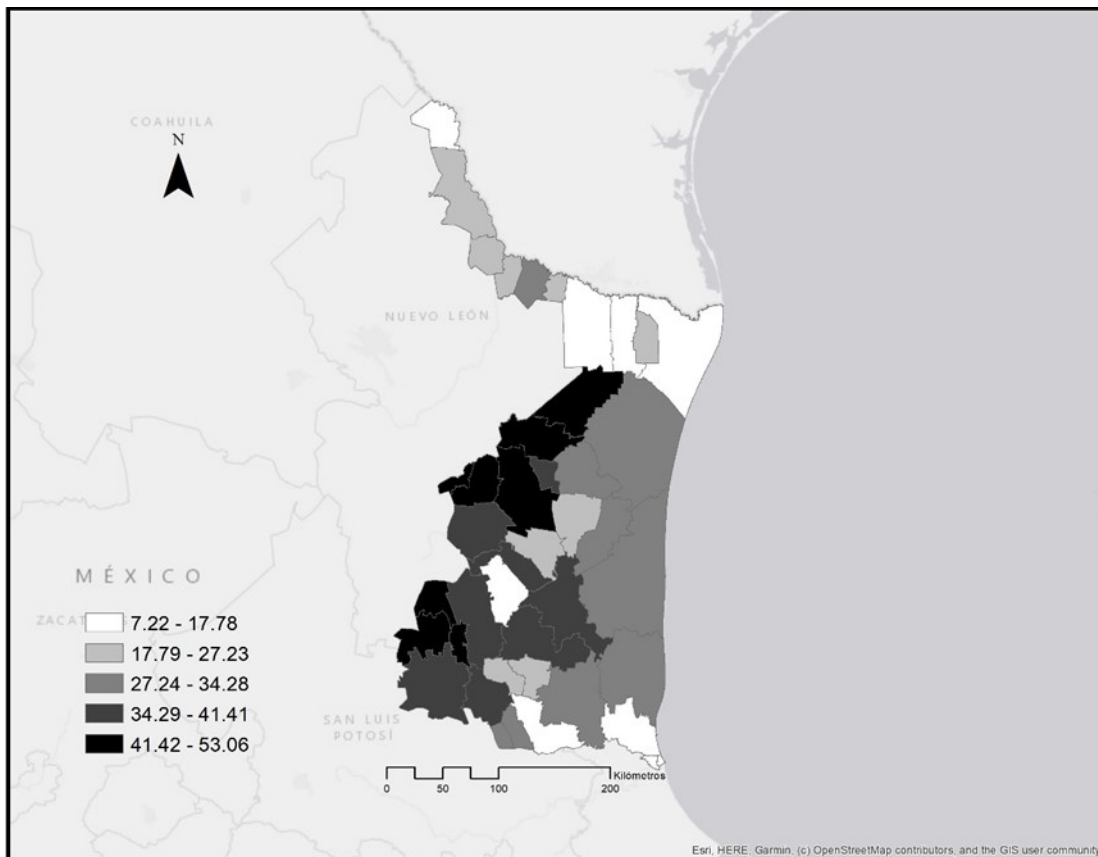 COAHUILA
N
NUEVO LEÓN
MÉXICO
7.22 - 17.78
17.79 - 27.23
27.24 - 34.28
34.29 - 41.41
41.42 - 53.06
SAN LUIS
POTOSÍ
Kilómetros
0 50 100 200
Esri, HERE, Garmin, (c) OpenStreetMap contributors, and the GIS user community